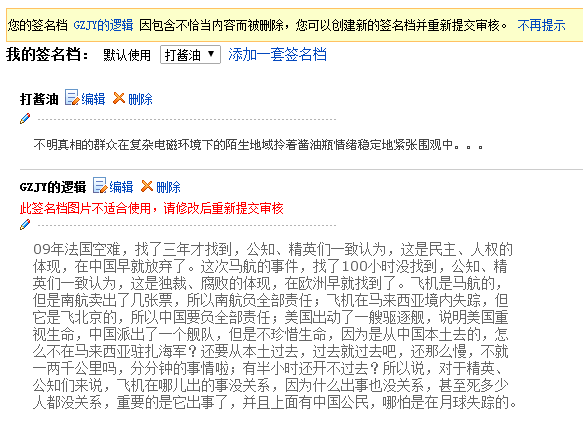 您的签名档 GZJY的逻辑 因包含不恰当内容而被删除，您可以创建新的签名档并重新提交审核。 不再提示
我的签名档： 默认使用 打酱油 添加一套签名档
打酱油 编辑 删除
不明真相的群众在复杂电磁环境下的陌生地域拎着酱油瓶情绪稳定地紧张围观中。。。
GZJY的逻辑 编辑 删除
此签名档图片不适合使用，请修改后重新提交审核
09年法国空难，找了三年才找到，公知、精英们一致认为，这是民主、人权的
体现，在中国早就放弃了。这次马航的事件，找了100小时没找到，公知、精
英们一致认为，这是独裁、腐败的体现，在欧洲早就找到了。飞机是马航的，
但是南航卖出了几张票，所以南航负全部责任；飞机在马来西亚境内失踪，但
它是飞北京的，所以中国要负全部责任；美国出动了一艘驱逐舰，说明美国重
视生命，中国派出了一个舰队，但是不珍惜生命，因为是从中国本土去的，怎
么不在马来西亚驻扎海军？还要从本土过去，过去就过去吧，还那么慢，不就
一两千公里吗，分分钟的事情啦；有半小时还开不过去？所以说，对于精英、
公知们来说，飞机在哪儿出的事没关系，因为什么出事也没关系，甚至死多少
人都没关系，重要的是它出事了，并且上面有中国公民，哪怕是在月球失踪的。